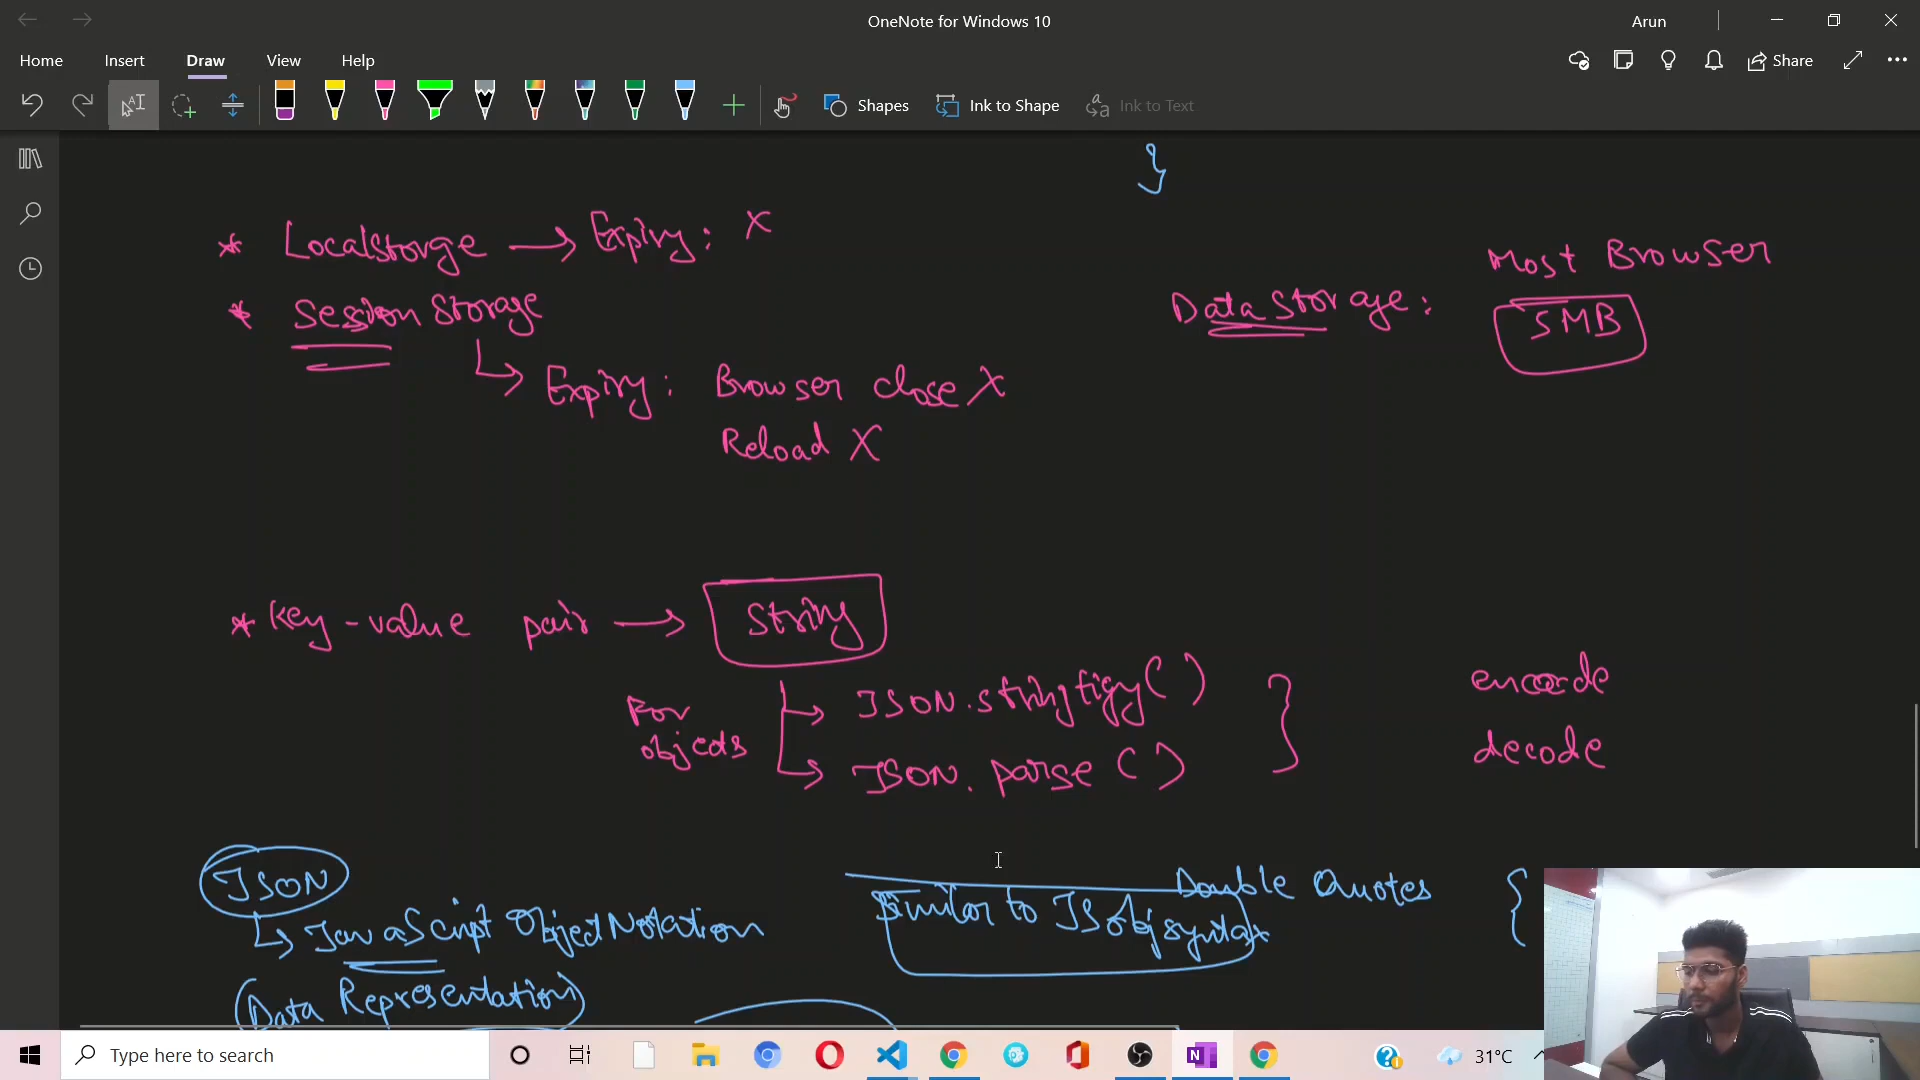 OneNote for Windows 10
Arun
Home Insert Draw View Help
Share
Shapes
Ink to Shape
Ink to Text
}
* LocalStorge → Expiry: X
* Session Storage
Expiry: Browser close X
Reload X
Most Browser
Data Storage: 5MB
* Key-value pair → String
For objects
JSON.stringfigy( )
JSON. parse ( )
}
encode
decode
JSON
JavaScript Object Notation
(Data Representation)
Similar to JS obj syntax
Double Quotes {
Type here to search
31°C